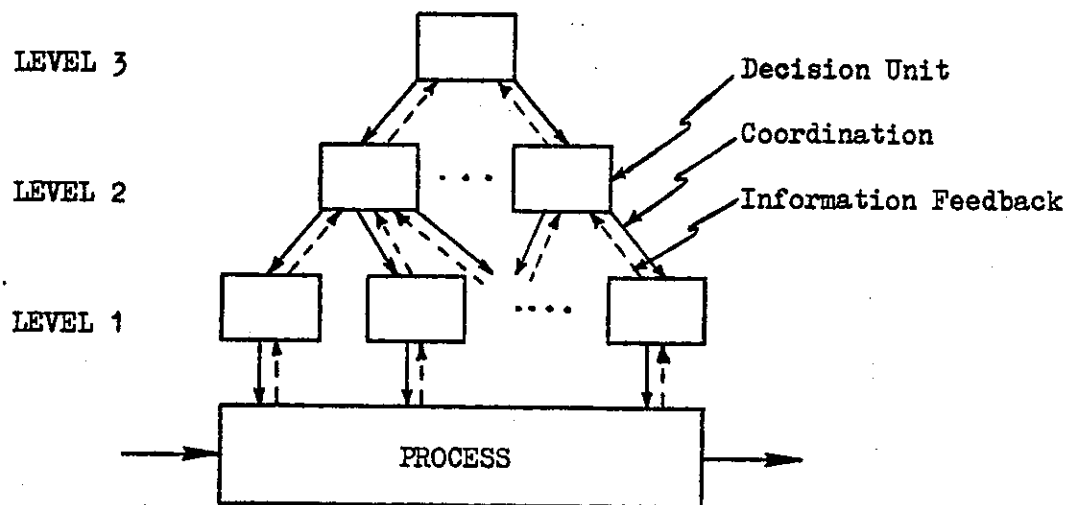 LEVEL 3
Decision Unit
Coordination
LEVEL 2
Information Feedback
LEVEL 1
PROCESS